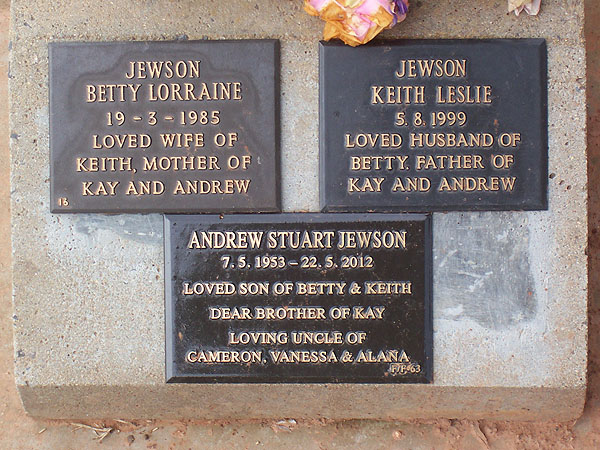 JEWSON
BETTY LORRAINE
19 - 3 - 1985
LOVED WIFE OF
KEITH, MOTHER OF
KAY AND ANDREW
16
JEWSON
KEITH LESLIE
5.8.1999
LOVED HUSBAND OF
BETTY, FATHER OF
KAY AND ANDREW
ANDREW STUART JEWSON
7. 5. 1953 – 22. 5. 2012
LOVED SON OF BETTY & KEITH
DEAR BROTHER OF KAY
LOVING UNCLE OF
CAMERON, VANESSA & ALANA